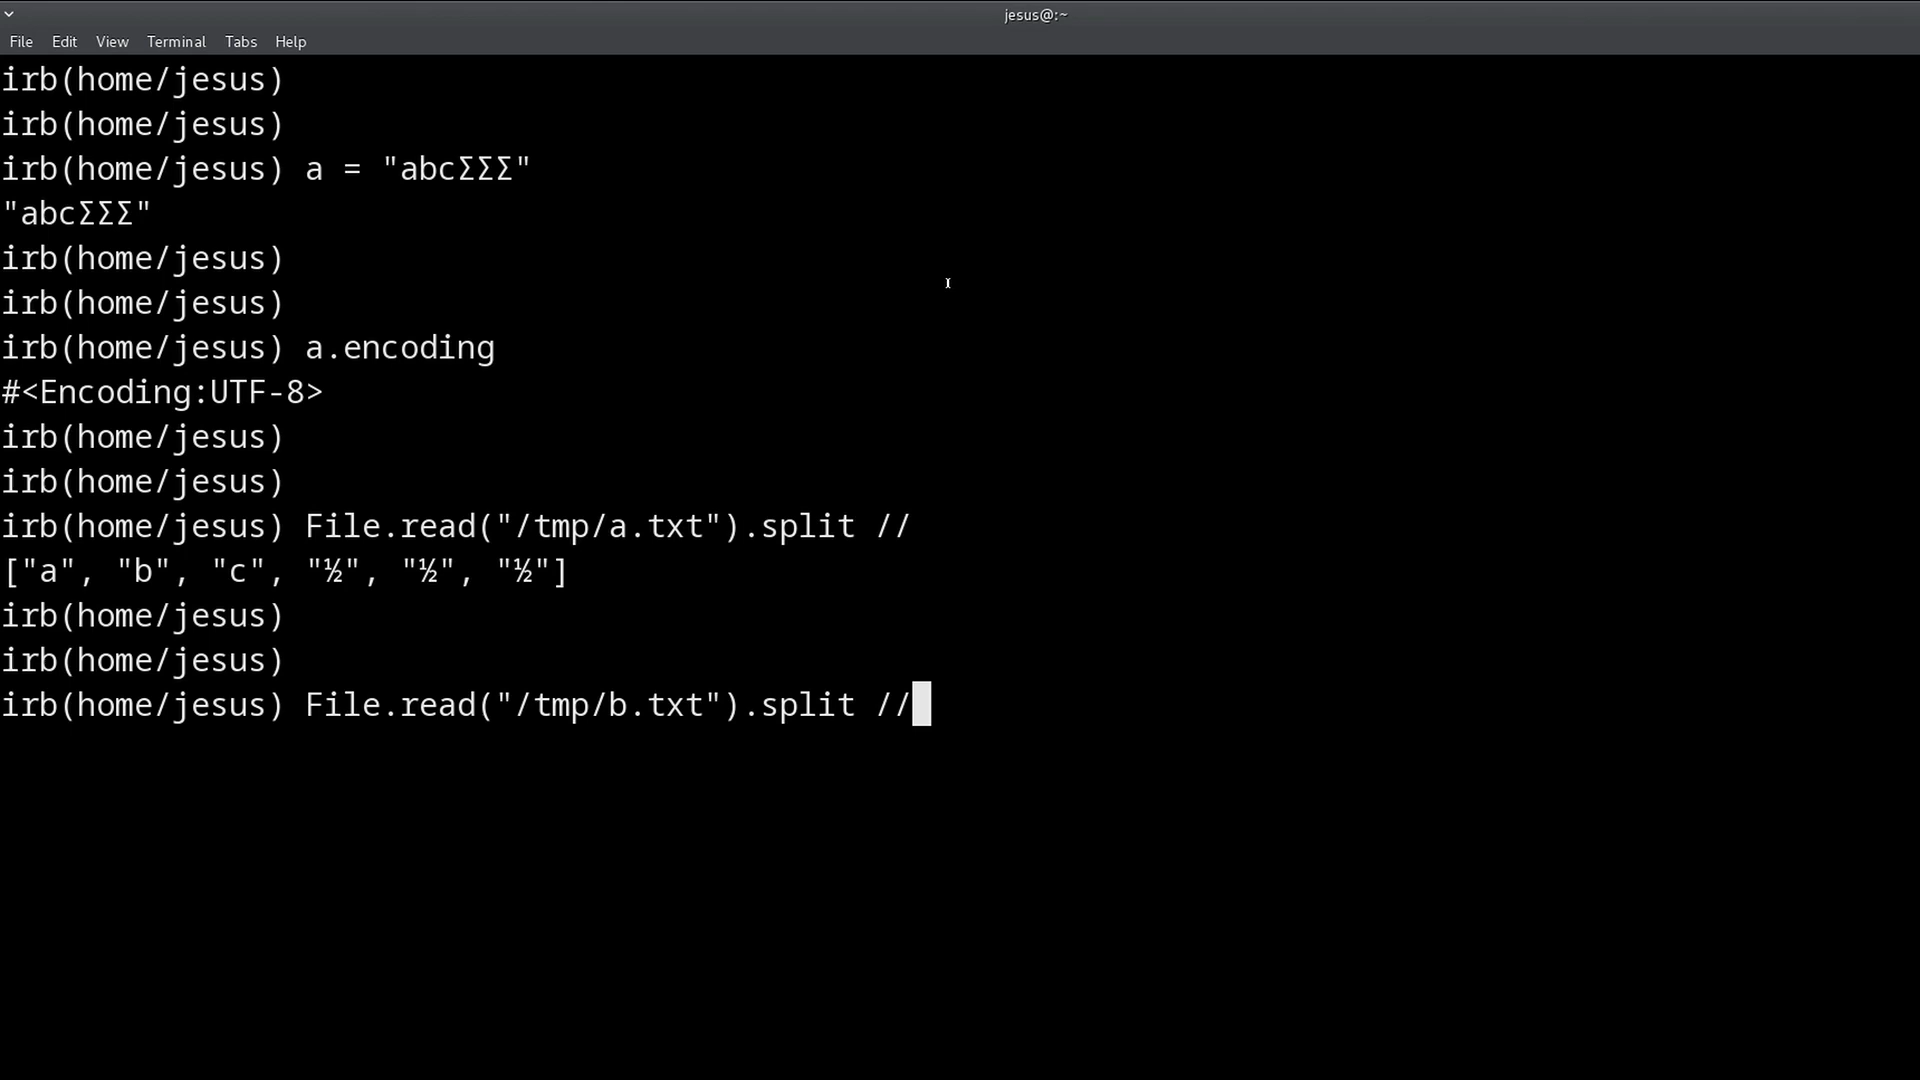 jesus@:~
File Edit View Terminal Tabs Help
irb(home/jesus)
irb(home/jesus)
irb(home/jesus) a = "abcΣΣΣ"
"abcΣΣΣ"
irb(home/jesus)
irb(home/jesus)
irb(home/jesus) a.encoding
#<Encoding:UTF-8>
irb(home/jesus)
irb(home/jesus)
irb(home/jesus) File.read("/tmp/a.txt").split //
["a", "b", "c", "½", "½", "½"]
irb(home/jesus)
irb(home/jesus)
irb(home/jesus) File.read("/tmp/b.txt").split //